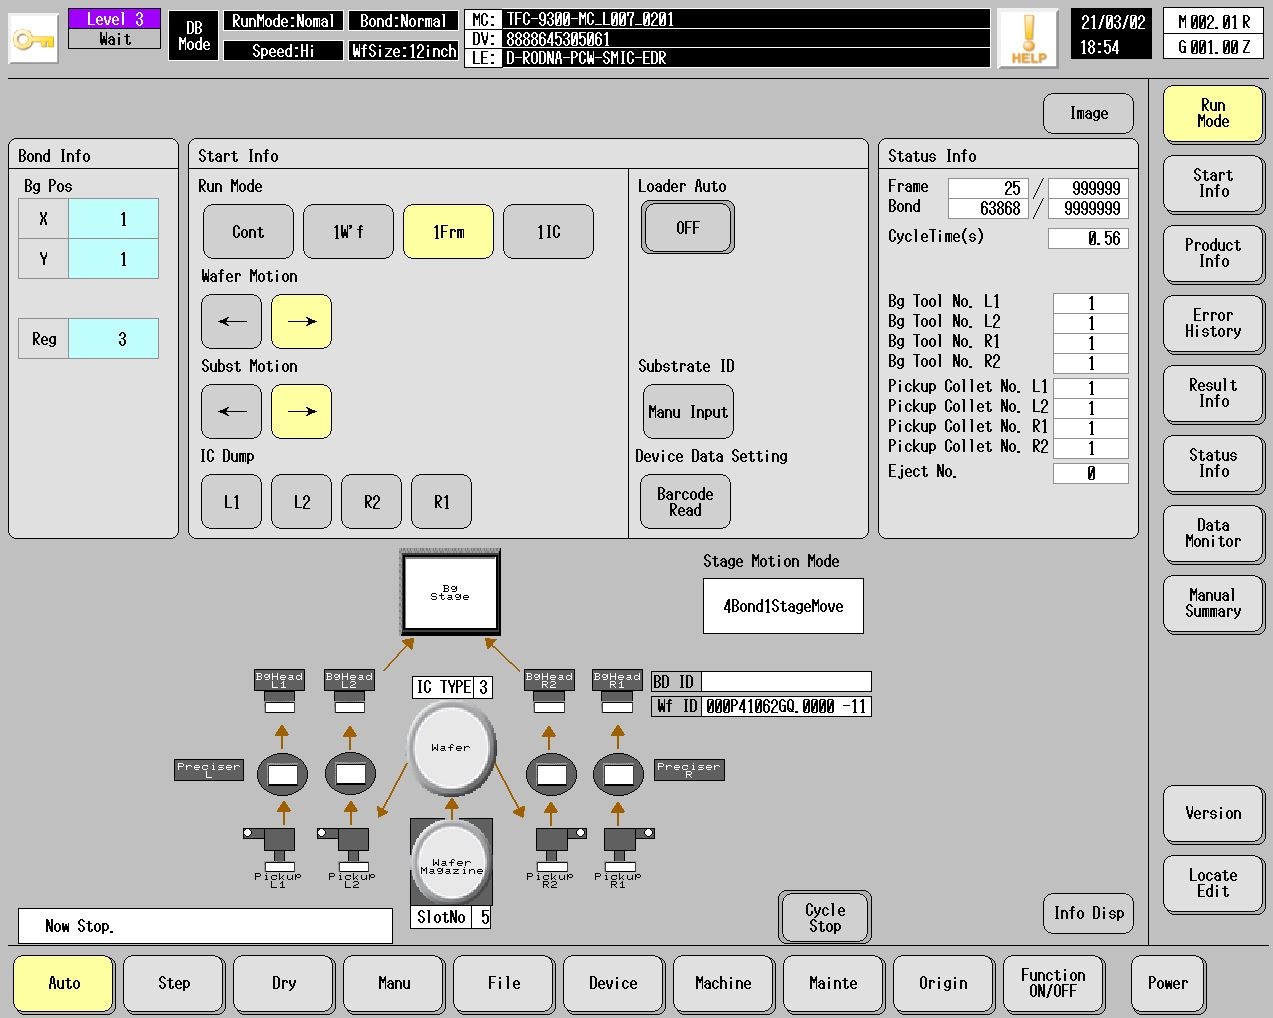 Level 3
Wait
DB
Mode
RunMode:Nomal
Bond:Normal
Speed:Hi
WfSize:12inch
MC: TFC-9300-MC_L007_0201
DV: 8888645305061
LE: D-RODNA-PCW-SMIC-EDR
HELP
21/03/02
18:54
M 002.01 R
G 001.00 Z
Image
Run
Mode
Bond Info
Bg Pos
X 1
Y 1
Reg 3
Start Info
Run Mode
Cont
1W'f
1Frm
1IC
Wafer Motion
← →
Subst Motion
← →
IC Dump
L1
L2
R2
R1
Loader Auto
OFF
Substrate ID
Manu Input
Device Data Setting
Barcode
Read
Status Info
Frame 25 / 999999
Bond 63868 / 9999999
CycleTime(s) 0.56
Bg Tool No. L1 1
Bg Tool No. L2 1
Bg Tool No. R1 1
Bg Tool No. R2 1
Pickup Collet No. L1 1
Pickup Collet No. L2 1
Pickup Collet No. R1 1
Pickup Collet No. R2 1
Eject No. 0
Start
Info
Product
Info
Error
History
Result
Info
Status
Info
Data
Monitor
Manual
Summary
Version
Locate
Edit
Bg
Stage
Stage Motion Mode
4Bond1StageMove
BgHead
L1
BgHead
L2
IC TYPE 3
BgHead
R2
BgHead
R1
BD ID
Wf ID 000P41062GQ.0000 -11
Preciser
L
Wafer
Preciser
R
Pickup
L1
Pickup
L2
Wafer
Magazine
Pickup
R2
Pickup
R1
SlotNo 5
Now Stop.
Cycle
Stop
Info Disp
Auto
Step
Dry
Manu
File
Device
Machine
Mainte
Origin
Function
ON/OFF
Power